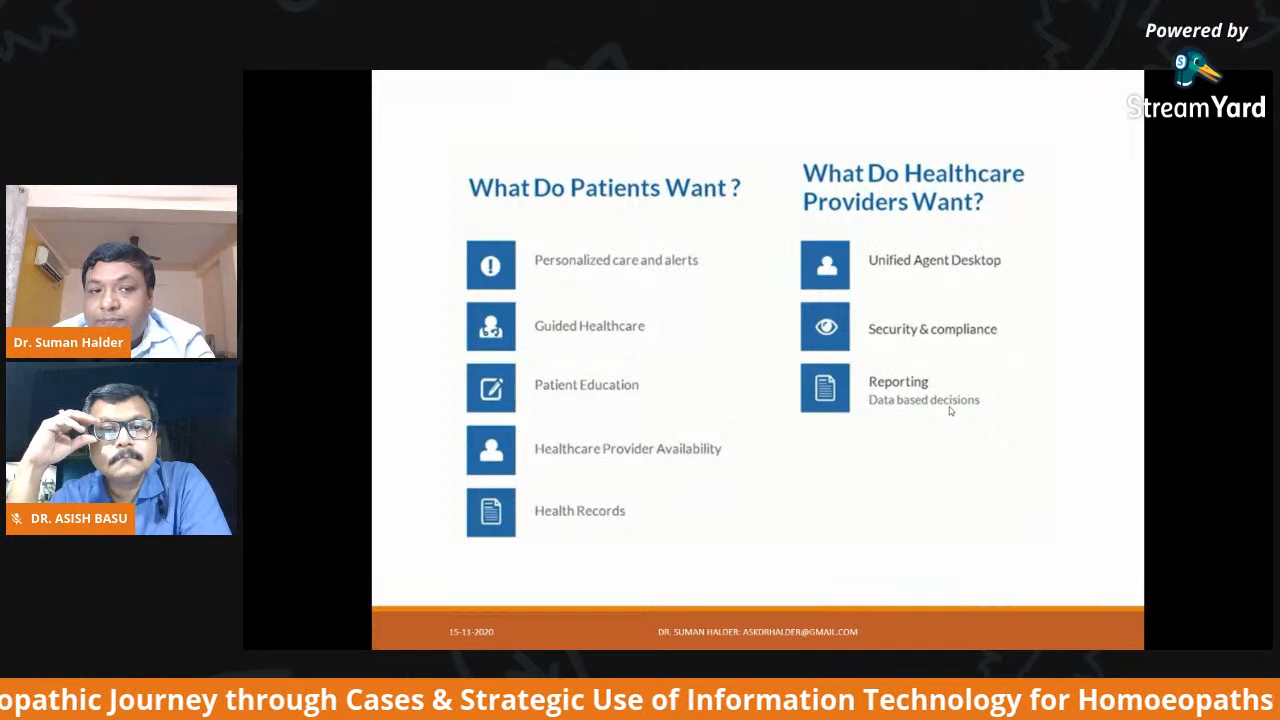 Powered by
StreamYard
What Do Patients Want ?
Personalized care and alerts
Guided Healthcare
Patient Education
Healthcare Provider Availability
Health Records
What Do Healthcare
Providers Want?
Unified Agent Desktop
Security & compliance
Reporting
Data based decisions
Dr. Suman Halder
DR. ASISH BASU
15-11-2020
DR. SUMAN HALDER: ASKDRHALDER@GMAIL.COM
opathic Journey through Cases & Strategic Use of Information Technology for Homoeopaths